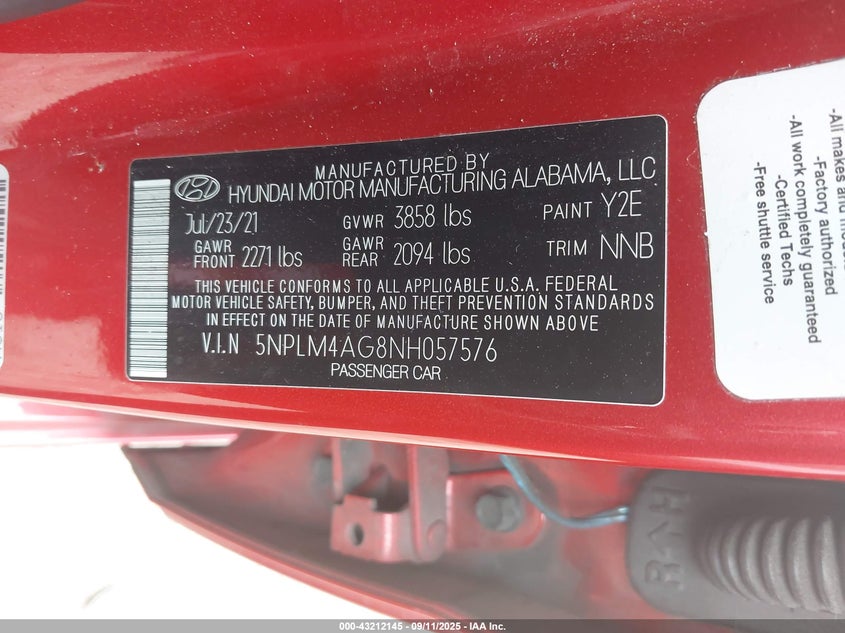 MANUFACTURED BY
HYUNDAI MOTOR MANUFACTURING ALABAMA, LLC
Jul/23/21 GVWR 3858 lbs PAINT Y2E
GAWR FRONT 2271 lbs GAWR REAR 2094 lbs TRIM NNB
THIS VEHICLE CONFORMS TO ALL APPLICABLE U.S.A. FEDERAL
MOTOR VEHICLE SAFETY, BUMPER, AND THEFT PREVENTION STANDARDS
IN EFFECT ON THE DATE OF MANUFACTURE SHOWN ABOVE
V.I.N 5NPLM4AG8NH057576
PASSENGER CAR
-All makes and
-Factory authorized
-All work completely guaranteed
-Certified Techs
-Free shuttle service
000-43212145 - 09/11/2025 - IAA Inc.